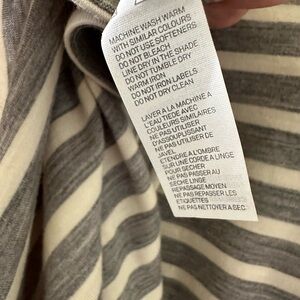 MACHINE WASH WARM
WITH SIMILAR COLOURS
DO NOT USE SOFTENERS
DO NOT BLEACH
LINE DRY IN THE SHADE
DO NOT TUMBLE DRY
WARM IRON
DO NOT IRON LABELS
DO NOT DRY CLEAN
LAVER A LA MACHINE A
L'EAU TIEDE AVEC
COULEURS SIMILAIRES
NE PAS UTILISER
D'ASSOUPLISSANT
NE PAS UTILISER DE
JAVEL
ETENDRE A L'OMBRE
SUR UNE CORDE A LINGE
POUR SECHER
NE PAS PASSER AU
SECHE LINGE
REPASSAGE MOYEN
NE PAS REPASSER LES
ETIQUETTES
NE PAS NETTOYER A SEC